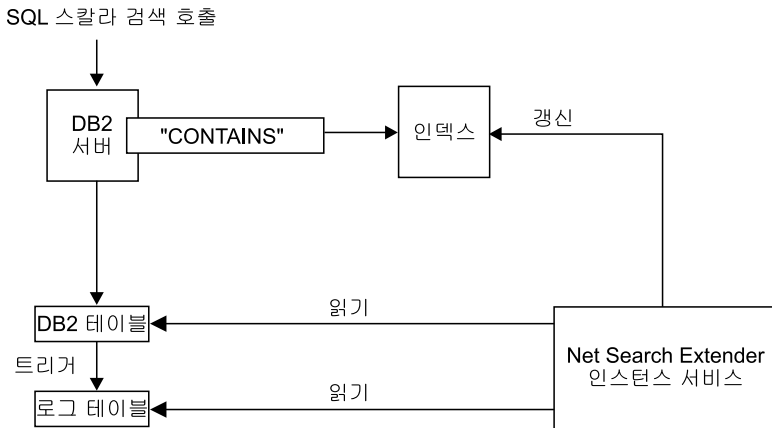 SQL 스칼라 검색 호출
DB2
서버
"CONTAINS"
인덱스
갱신
DB2 테이블
읽기
트리거
로그 테이블
읽기
Net Search Extender
인스턴스 서비스